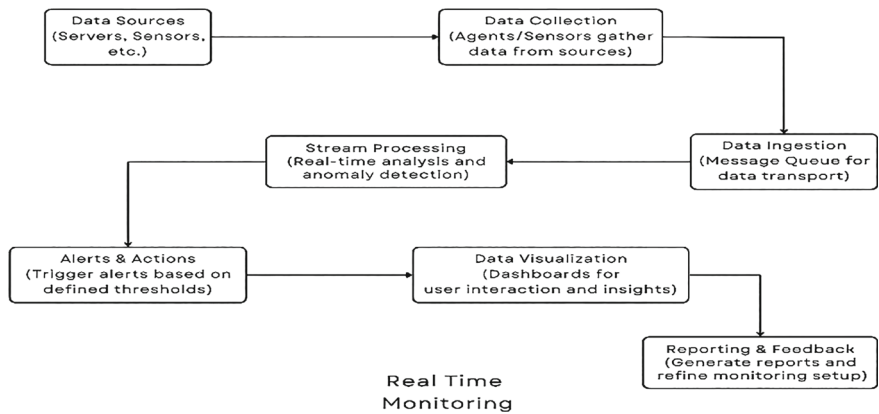 Data Sources
(Servers, Sensors,
etc.)
Data Collection
(Agents/Sensors gather
data from sources)
Data Ingestion
(Message Queue for
data transport)
Stream Processing
(Real-time analysis and
anomaly detection)
Alerts & Actions
(Trigger alerts based on
defined thresholds)
Data Visualization
(Dashboards for
user interaction and insights)
Reporting & Feedback
(Generate reports and
refine monitoring setup)
Real Time
Monitoring